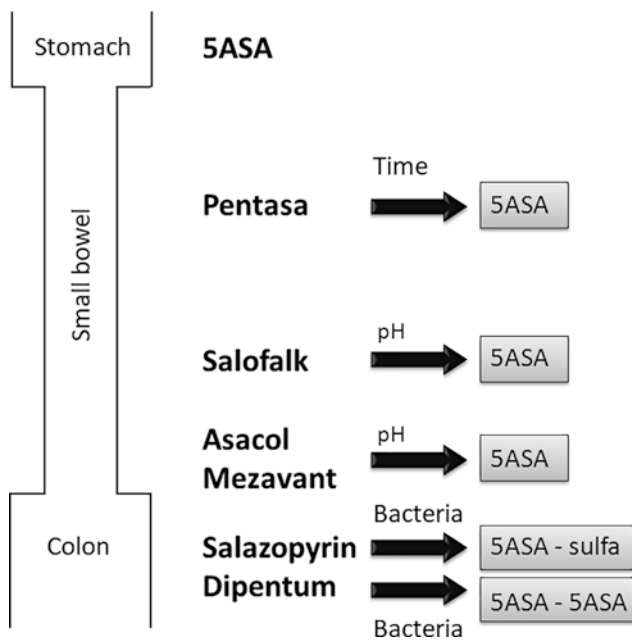 Stomach
5ASA
Time
Pentasa
5ASA
Small bowel
pH
Salofalk
5ASA
Asacol
pH
Mezavant
5ASA
Bacteria
Colon
Salazopyrin
5ASA - sulfa
Dipentum
5ASA - 5ASA
Bacteria